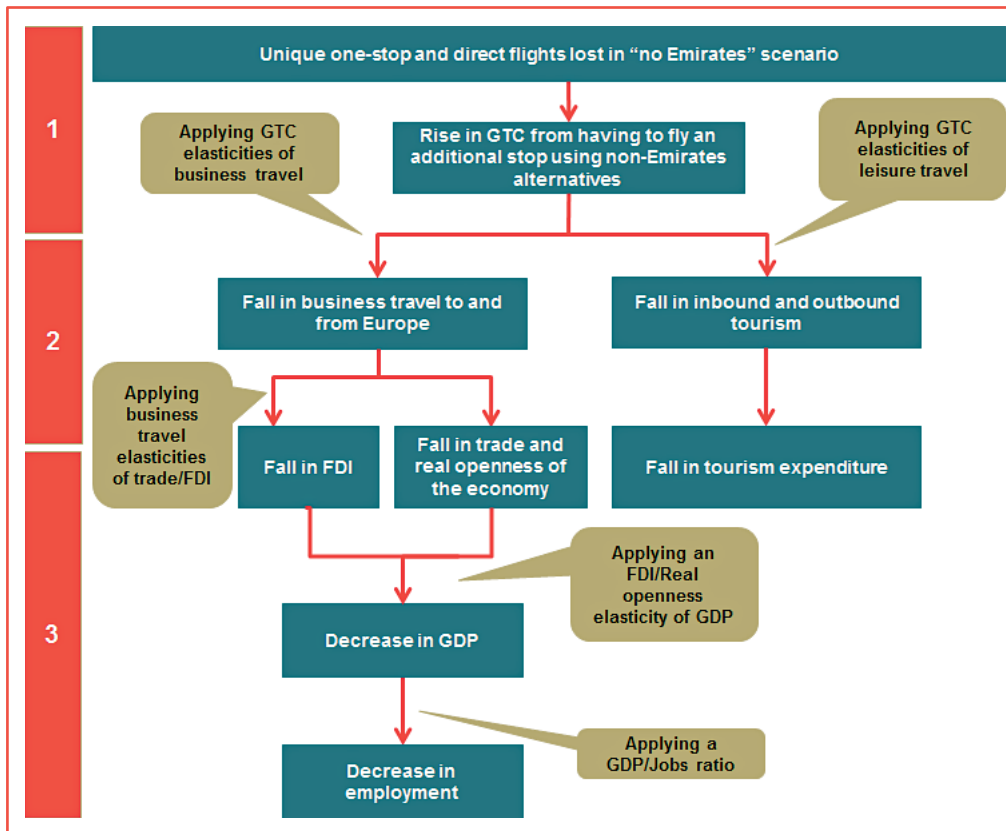 Unique one-stop and direct flights lost in “no Emirates” scenario
1
Applying GTC
elasticities of
business travel
Rise in GTC from having to fly an
additional stop using non-Emirates
alternatives
Applying GTC
elasticities of
leisure travel
2
Fall in business travel to and
from Europe
Fall in inbound and outbound
tourism
Applying
business
travel
elasticities
of trade/FDI
Fall in FDI
Fall in trade and
real openness of
the economy
Fall in tourism expenditure
3
Applying an
FDI/Real
openness
elasticity of GDP
Decrease in GDP
Applying a
GDP/Jobs ratio
Decrease in
employment